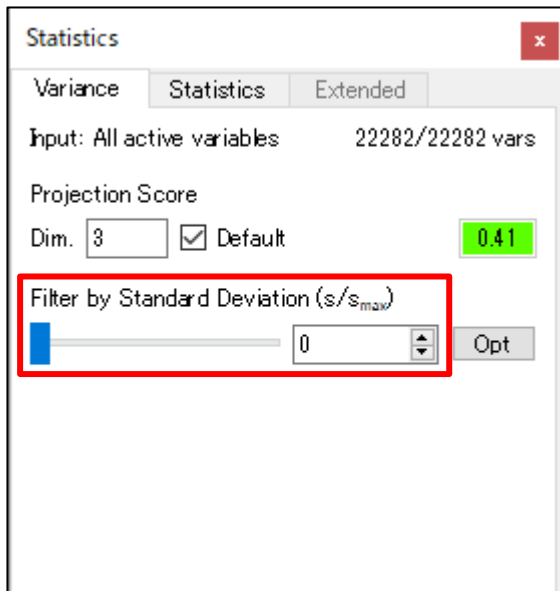 Statistics
x
Variance Statistics Extended
Input: All active variables 22282/22282 vars
Projection Score
Dim. 3 Default 0.41
Filter by Standard Deviation (s/smax)
0 Opt